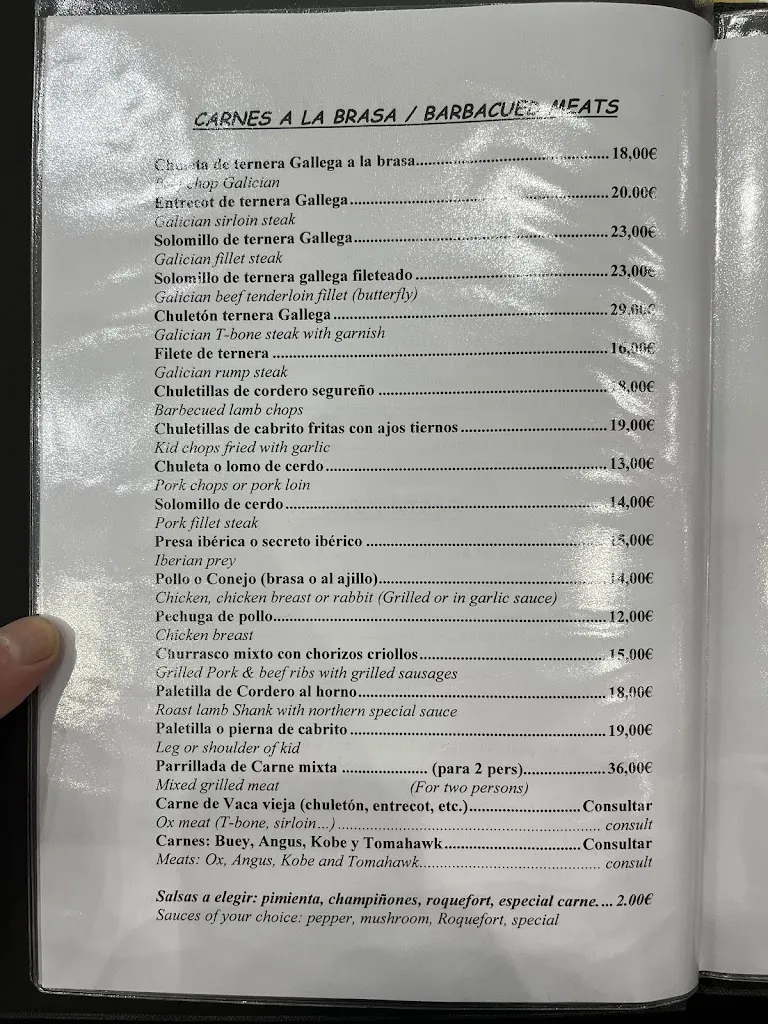 CARNES A LA BRASA / BARBACUED MEATS
Chuleta de ternera Gallega a la brasa..................................................18,00€
chop Galician
Entrecot de ternera Gallega..................................................20.00€
Galician sirloin steak
Solomillo de ternera Gallega..................................................23,00€
Galician fillet steak
Solomillo de ternera gallega fileteado..................................................23,00€
Galician beef tenderloin fillet (butterfly)
Chuletón ternera Gallega..................................................29,00€
Galician T-bone steak with garnish
Filete de ternera..................................................16,00€
Galician rump steak
Chuletillas de cordero segureño..................................................
Barbecued lamb chops
Chuletillas de cabrito fritas con ajos tiernos..................................................19,00€
Kid chops fried with garlic
Chuleta o lomo de cerdo..................................................13,00€
Pork chops or pork loin
Solomillo de cerdo..................................................14,00€
Pork fillet steak
Presa ibérica o secreto ibérico..................................................15,00€
Iberian prey
Pollo o Conejo (brasa o al ajillo)..................................................14,00€
Chicken, chicken breast or rabbit (Grilled or in garlic sauce)
Pechuga de pollo..................................................12,00€
Chicken breast
Churrasco mixto con chorizos criollos..................................................15,00€
Grilled Pork & beef ribs with grilled sausages
Paletilla de Cordero al horno..................................................18,00€
Roast lamb Shank with northern special sauce
Paletilla o pierna de cabrito..................................................19,00€
Leg or shoulder of kid
Parrillada de Carne mixta .................... (para 2 pers)....................36,00€
Mixed grilled meat (For two persons)
Carne de Vaca vieja (chuletón, entrecot, etc.)..........................Consultar
Ox meat (T-bone, sirloin...)..................................................consult
Carnes: Buey, Angus, Kobe y Tomahawk..............................Consultar
Meats: Ox, Angus, Kobe and Tomahawk..............................consult
Salsas a elegir: pimienta, champiñones, roquefort, especial carne.... 2.00€
Sauces of your choice: pepper, mushroom, Roquefort, special